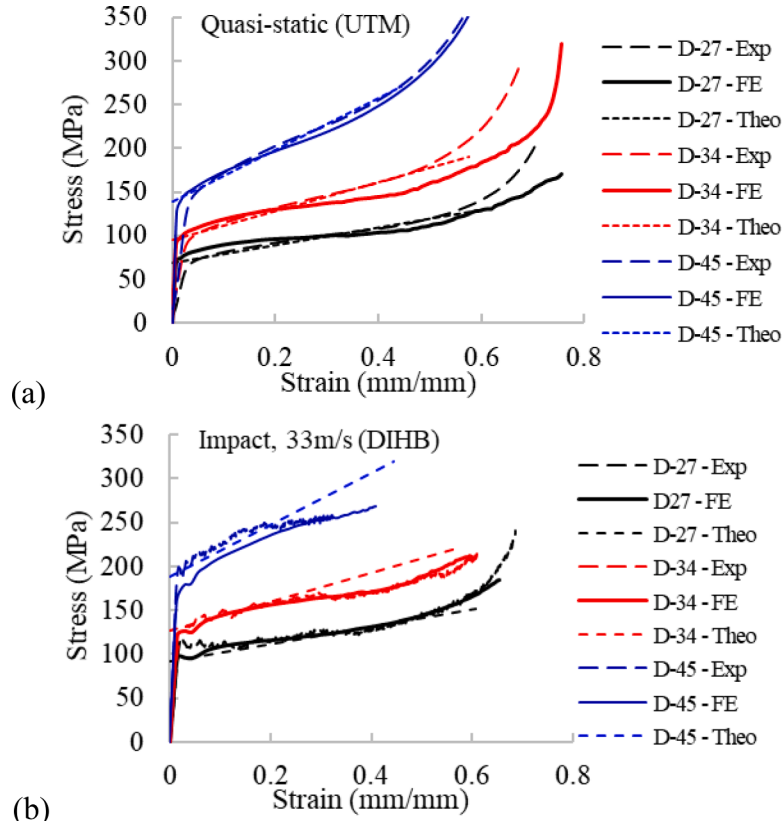 Quasi-static (UTM)
350
300
250
200
150
100
50
0
Stress (MPa)
0
0.2
0.4
0.6
0.8
Strain (mm/mm)
D-27 - Exp
D-27 - FE
D-27 - Theo
D-34 - Exp
D-34 - FE
D-34 - Theo
D-45 - Exp
D-45 - FE
D-45 - Theo
(a)
Impact, 33m/s (DIHB)
350
300
250
200
150
100
50
0
Stress (MPa)
0
0.2
0.4
0.6
0.8
Strain (mm/mm)
D-27 - Exp
D27 - FE
D-27 - Theo
D-34 - Exp
D-34 - FE
D-34 - Theo
D-45 - Exp
D-45 - FE
D-45 - Theo
(b)